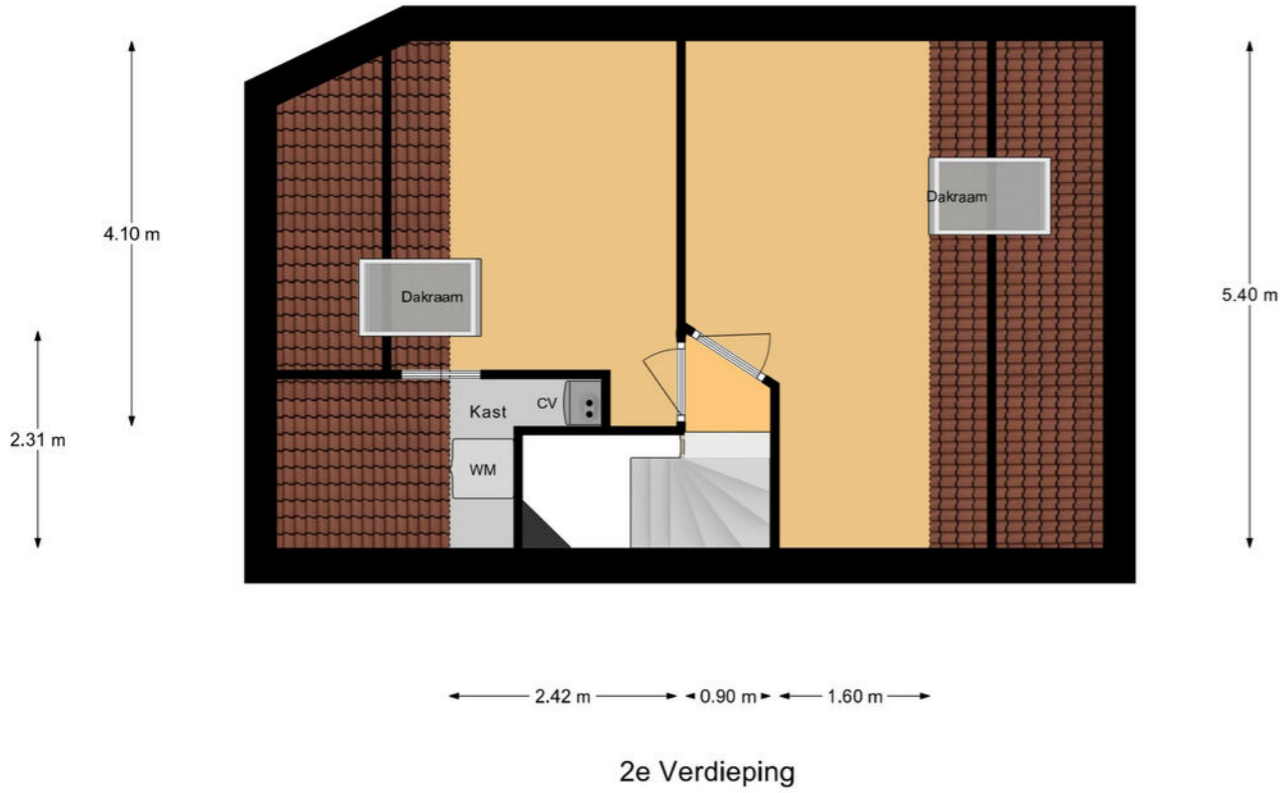 Dakraam
4.10 m
Dakraam
5.40 m
CV
Kast
2.31 m
WM
2.42 m
0.90 m
1.60 m
2e Verdieping